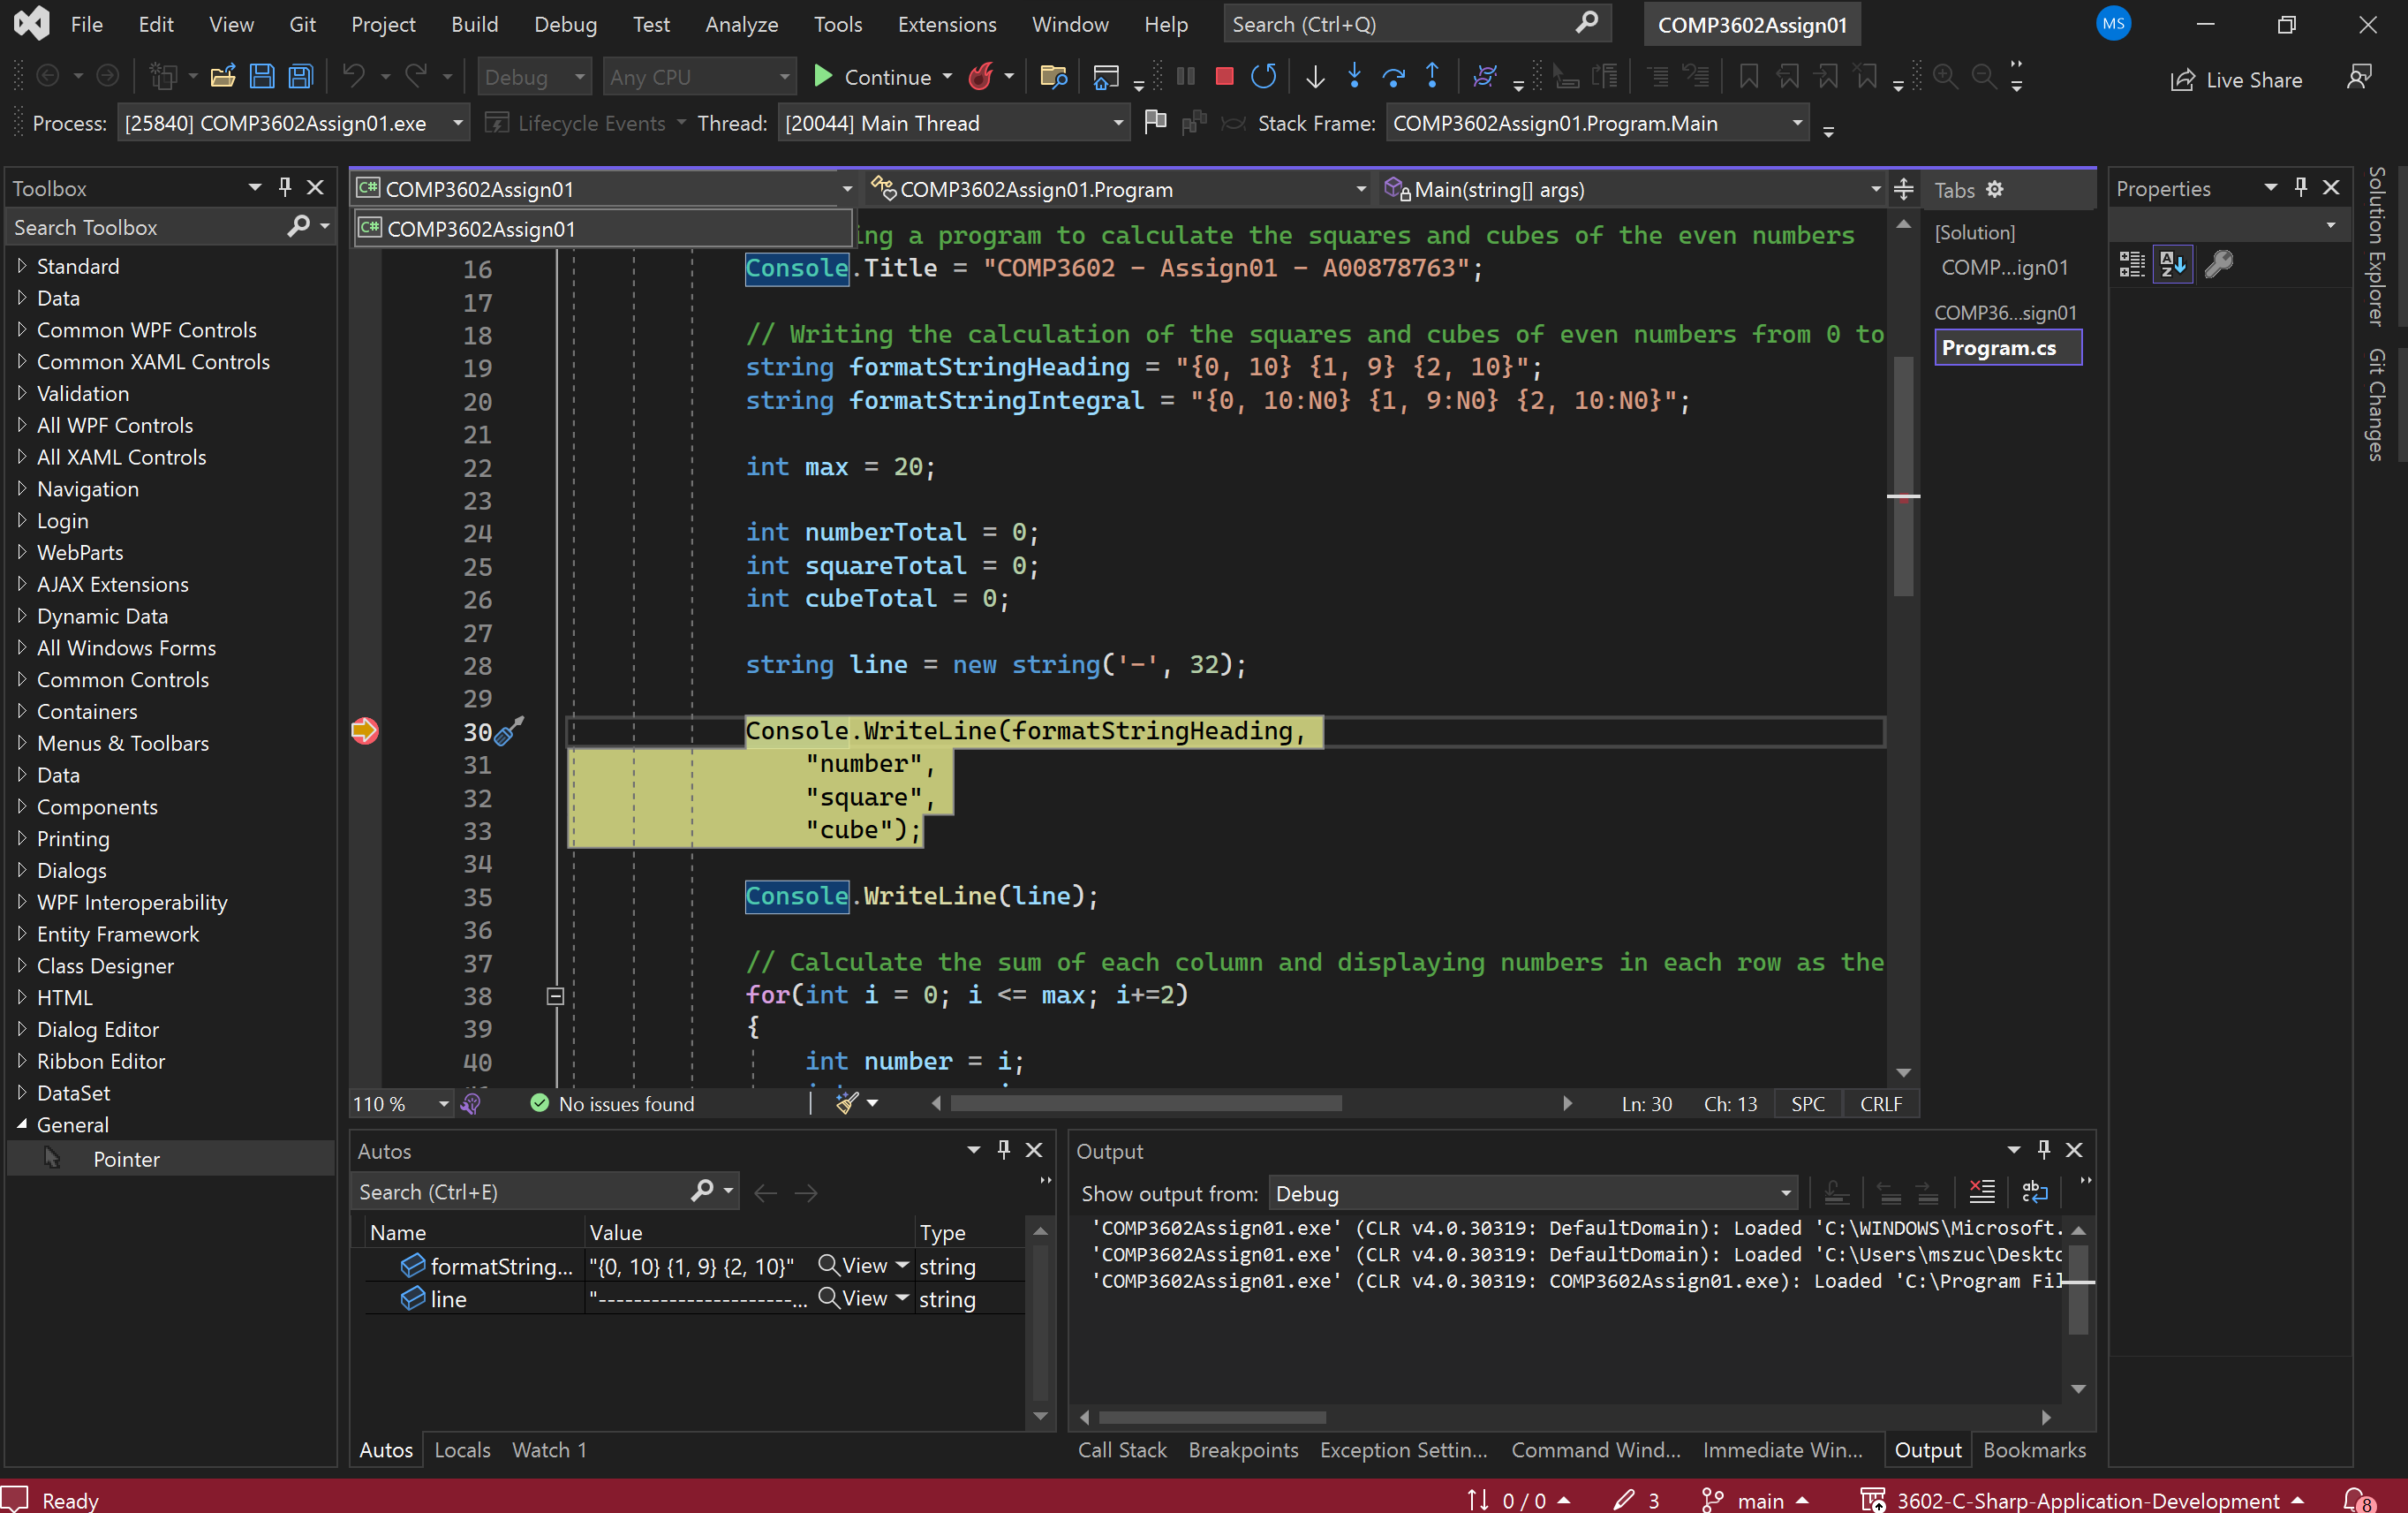 File Edit View Git Project Build Debug Test Analyze Tools Extensions Window Help Search (Ctrl+Q) COMP3602Assign01 MS
Debug Any CPU Continue Live Share
Process: [25840] COMP3602Assign01.exe Lifecycle Events Thread: [20044] Main Thread Stack Frame: COMP3602Assign01.Program.Main
Toolbox
Search Toolbox
Standard
Data
Common WPF Controls
Common XAML Controls
Validation
All WPF Controls
All XAML Controls
Navigation
Login
WebParts
AJAX Extensions
Dynamic Data
All Windows Forms
Common Controls
Containers
Menus & Toolbars
Data
Components
Printing
Dialogs
WPF Interoperability
Entity Framework
Class Designer
HTML
Dialog Editor
Ribbon Editor
DataSet
General
Pointer
C# COMP3602Assign01 COMP3602Assign01.Program Main(string[] args)
C# COMP3602Assign01
ing a program to calculate the squares and cubes of the even numbers
16 Console.Title = "COMP3602 - Assign01 - A00878763";
17
18 // Writing the calculation of the squares and cubes of even numbers from 0 to
19 string formatStringHeading = "{0, 10} {1, 9} {2, 10}";
20 string formatStringIntegral = "{0, 10:N0} {1, 9:N0} {2, 10:N0}";
21
22 int max = 20;
23
24 int numberTotal = 0;
25 int squareTotal = 0;
26 int cubeTotal = 0;
27
28 string line = new string('-', 32);
29
30 Console.WriteLine(formatStringHeading,
31 "number",
32 "square",
33 "cube");
34
35 Console.WriteLine(line);
36
37 // Calculate the sum of each column and displaying numbers in each row as the
38 for(int i = 0; i <= max; i+=2)
39 {
40 int number = i;
110 % No issues found Ln: 30 Ch: 13 SPC CRLF
Tabs
[Solution]
COMP...ign01
COMP36...sign01
Program.cs
Properties
Solution Explorer
Git Changes
Autos
Search (Ctrl+E)
Name Value Type
formatString... "{0, 10} {1, 9} {2, 10}" View string
line "----------------------... View string
Autos Locals Watch 1
Output
Show output from: Debug
'COMP3602Assign01.exe' (CLR v4.0.30319: DefaultDomain): Loaded 'C:\WINDOWS\Microsoft.
'COMP3602Assign01.exe' (CLR v4.0.30319: DefaultDomain): Loaded 'C:\Users\mszuc\Deskto
'COMP3602Assign01.exe' (CLR v4.0.30319: COMP3602Assign01.exe): Loaded 'C:\Program Fil
Call Stack Breakpoints Exception Settin... Command Wind... Immediate Win... Output Bookmarks
Ready 0 / 0 3 main 3602-C-Sharp-Application-Development 8